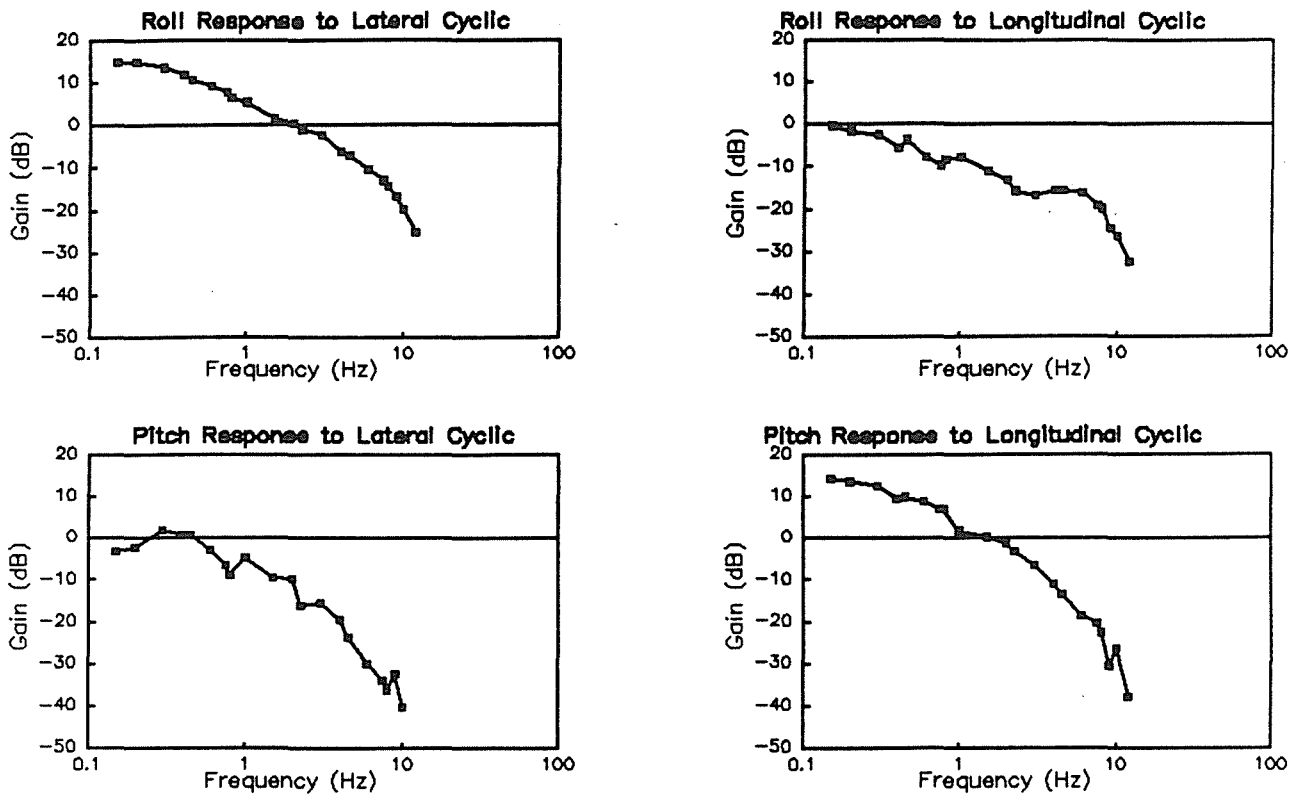 Roll Response to Lateral Cyclic
20
10
0
−10
−20
−30
−40
−50
Gain (dB)
0.1 1 10 100
Frequency (Hz)
Roll Response to Longitudinal Cyclic
20
10
0
−10
−20
−30
−40
−50
Gain (dB)
0.1 1 10 100
Frequency (Hz)
Pitch Response to Lateral Cyclic
20
10
0
−10
−20
−30
−40
−50
Gain (dB)
0.1 1 10 100
Frequency (Hz)
Pitch Response to Longitudinal Cyclic
20
10
0
−10
−20
−30
−40
−50
Gain (dB)
0.1 1 10 100
Frequency (Hz)